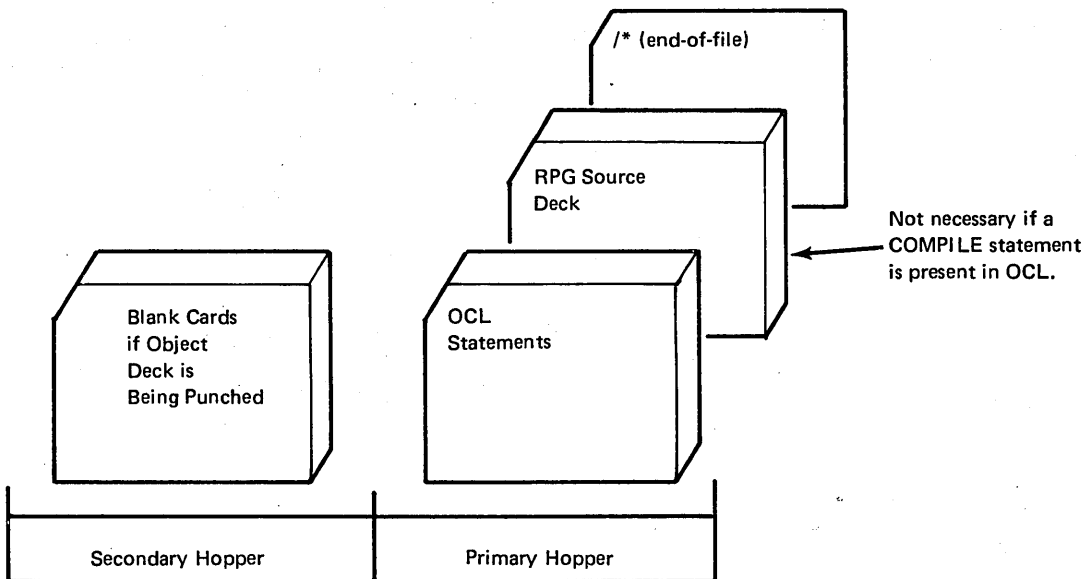 /* (end-of-file)
RPG Source
Deck
Not necessary if a
COMPILE statement
is present in OCL.
Blank Cards
if Object
Deck is
Being Punched
OCL
Statements
Secondary Hopper
Primary Hopper